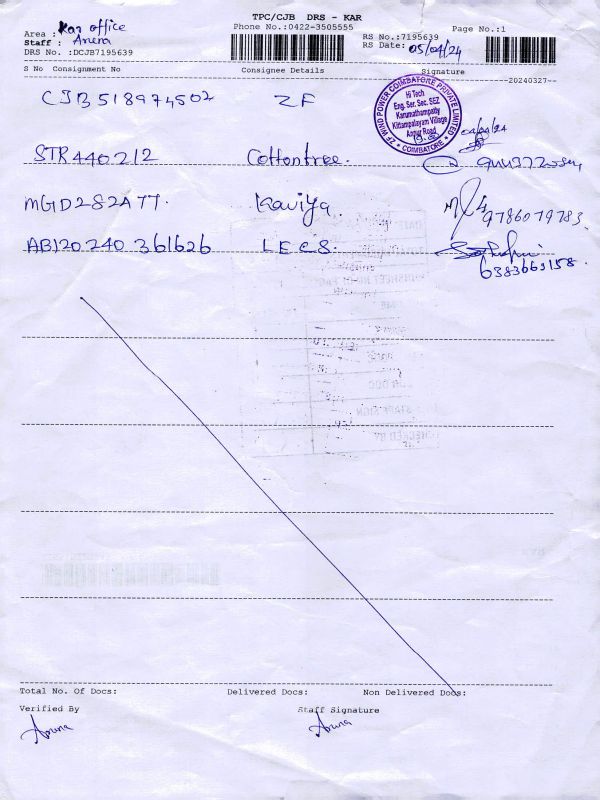 TPC/CJB DRS - KAR
Phone No.:0422-3505555
Area : Kar office
Staff : Aruna
DRS No. :DCJB7195639
RS No.:7195639
RS Date: 05/04/24
Page No.:1
S No Consignment No Consignee Details Signature
20240327
CJB518974502 ZF
ZF WIND POWER COIMBATORE PRIVATE LIMITED
Hi Tech
Eng. Ser. Sec. SEZ
Karumathampatty
Kittampalayam Village
Annur Road
COIMBATORE
STR440212 Cottontree.
MGD282A77. Kaviya 9786079783.
AB120240361626 LECS.
6383663158.
Total No. Of Docs: Delivered Docs: Non Delivered Docs:
Verified By Staff Signature
Aruna Aruna